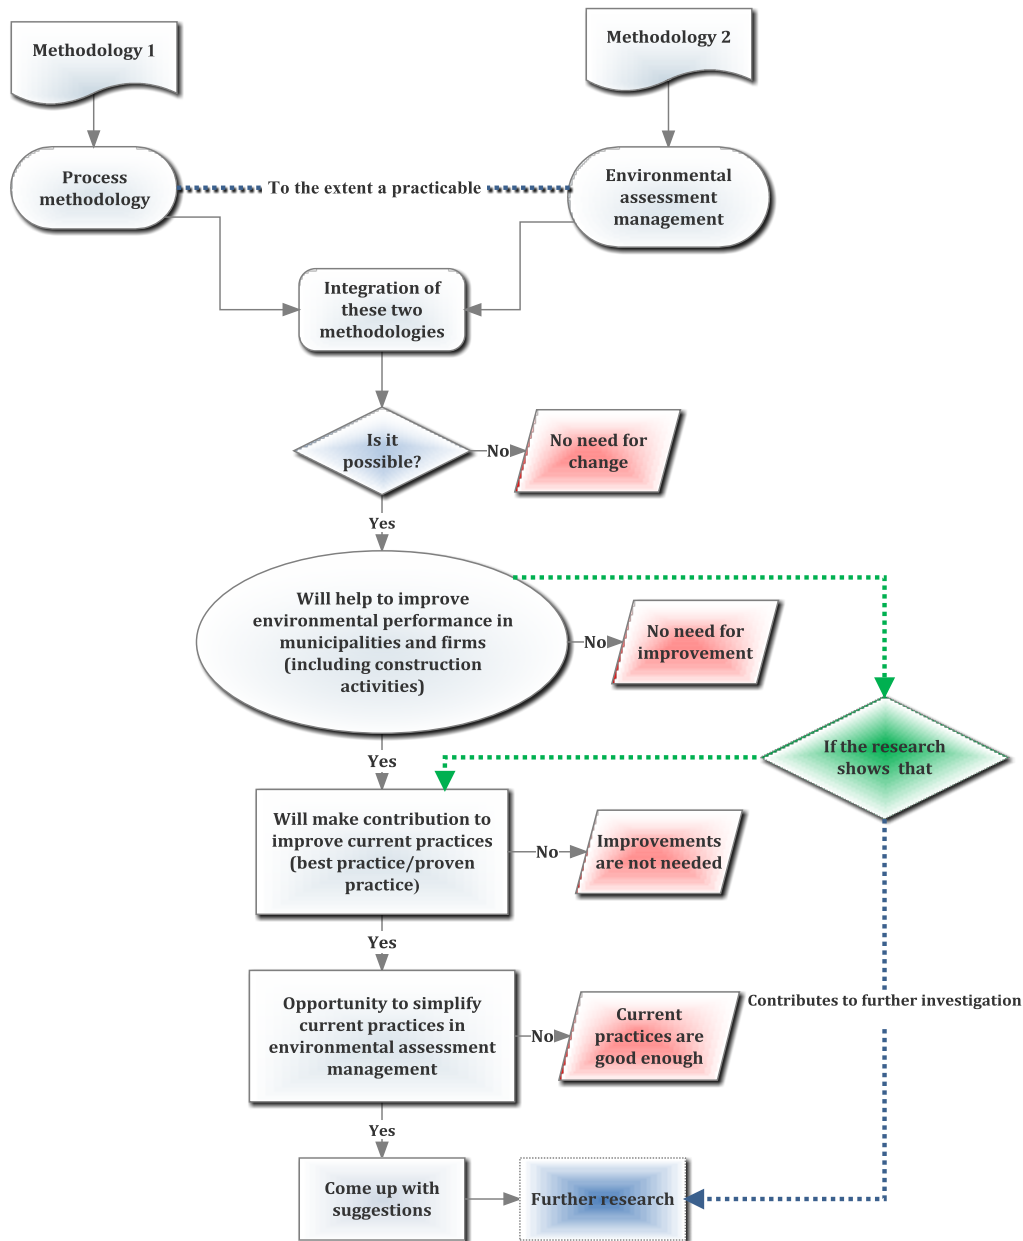 Methodology 1
Methodology 2
Process
methodology
To the extent a practicable
Environmental
assessment
management
Integration of
these two
methodologies
Is it
possible?
No
No need for
change
Yes
Will help to improve
environmental performance in
municipalities and firms
(including construction
activities)
No
No need for
improvement
Yes
If the research
shows that
Will make contribution to
improve current practices
(best practice/proven
practice)
No
Improvements
are not needed
Yes
Opportunity to simplify
current practices in
environmental assessment
management
No
Current
practices are
good enough
Contributes to further investigation
Yes
Come up with
suggestions
Further research